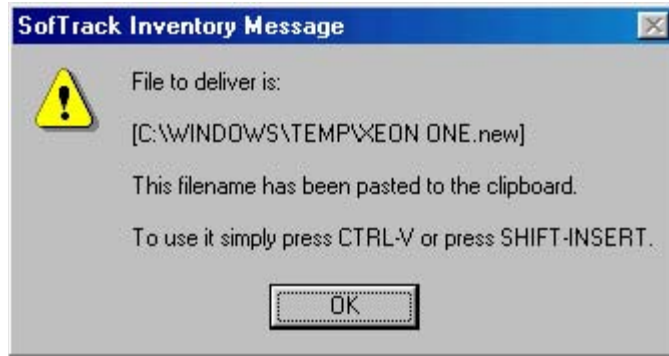 SofTrack Inventory Message
File to deliver is:
[C:\WINDOWS\TEMP\XEON ONE.new]
This filename has been pasted to the clipboard.
To use it simply press CTRL-V or press SHIFT-INSERT.
OK